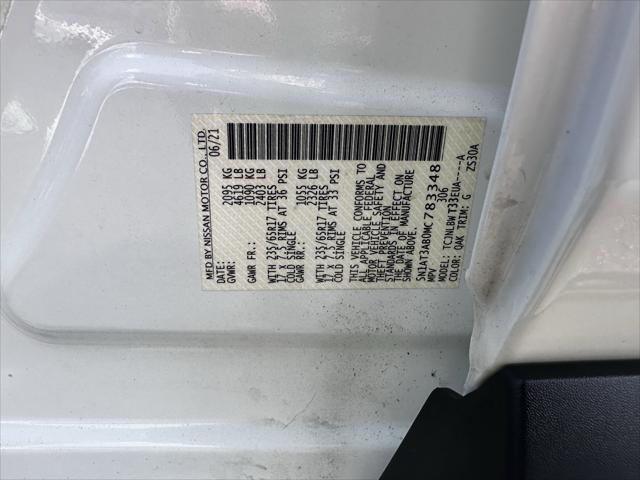 MFD BY NISSAN MOTOR CO., LTD.
DATE: 06/21
GVWR: 2095 KG
4619 LB
GAWR FR: 1090 KG
2403 LB
WITH 235/65R17 TIRES
17 X 7.5 RIMS AT 36 PSI
COLD SINGLE
GAWR RR: 1055 KG
2326 LB
WITH 235/65R17 TIRES
17 X 7.5 RIMS AT 33 PSI
COLD SINGLE
THIS VEHICLE CONFORMS TO
ALL APPLICABLE FEDERAL
MOTOR VEHICLE SAFETY AND
THEFT PREVENTION
STANDARDS IN EFFECT ON
THE DATE OF MANUFACTURE
SHOWN ABOVE.
5N1AT3AB0MC783348
MPV 306
MODEL: TC1NLBWT33EUA----A
COLOR: QAK TRIM: G ZS30A